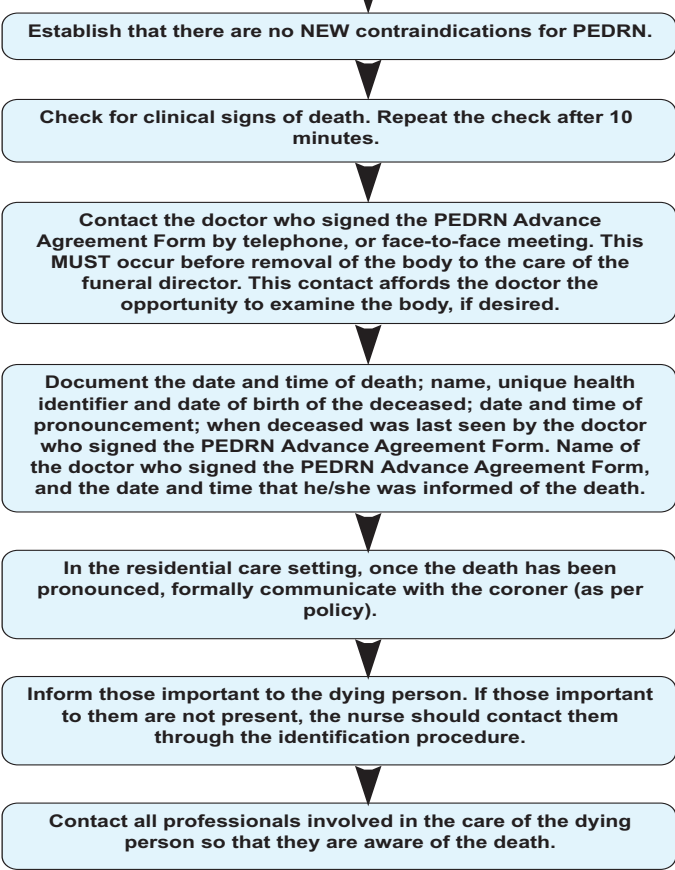 Establish that there are no NEW contraindications for PEDRN.
Check for clinical signs of death. Repeat the check after 10
minutes.
Contact the doctor who signed the PEDRN Advance
Agreement Form by telephone, or face-to-face meeting. This
MUST occur before removal of the body to the care of the
funeral director. This contact affords the doctor the
opportunity to examine the body, if desired.
Document the date and time of death; name, unique health
identifier and date of birth of the deceased; date and time of
pronouncement; when deceased was last seen by the doctor
who signed the PEDRN Advance Agreement Form. Name of
the doctor who signed the PEDRN Advance Agreement Form,
and the date and time that he/she was informed of the death.
In the residential care setting, once the death has been
pronounced, formally communicate with the coroner (as per
policy).
Inform those important to the dying person. If those important
to them are not present, the nurse should contact them
through the identification procedure.
Contact all professionals involved in the care of the dying
person so that they are aware of the death.